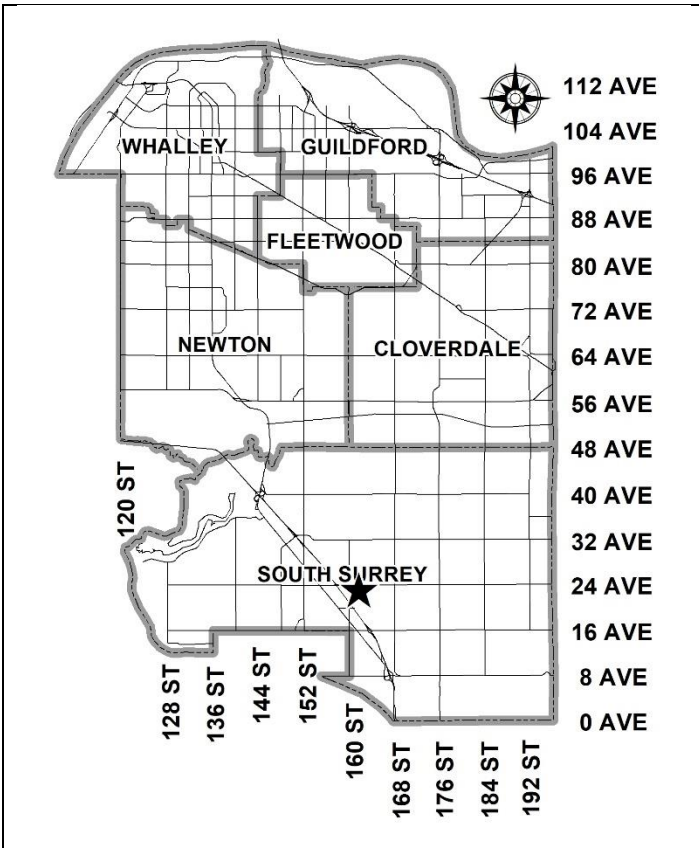 112 AVE
104 AVE
WHALLEY
GUILDFORD
96 AVE
88 AVE
FLEETWOOD
80 AVE
72 AVE
NEWTON
CLOVERDALE
64 AVE
56 AVE
48 AVE
120 ST
40 AVE
32 AVE
SOUTH SURREY
24 AVE
16 AVE
128 ST
136 ST
144 ST
152 ST
160 ST
8 AVE
0 AVE
168 ST
176 ST
184 ST
192 ST